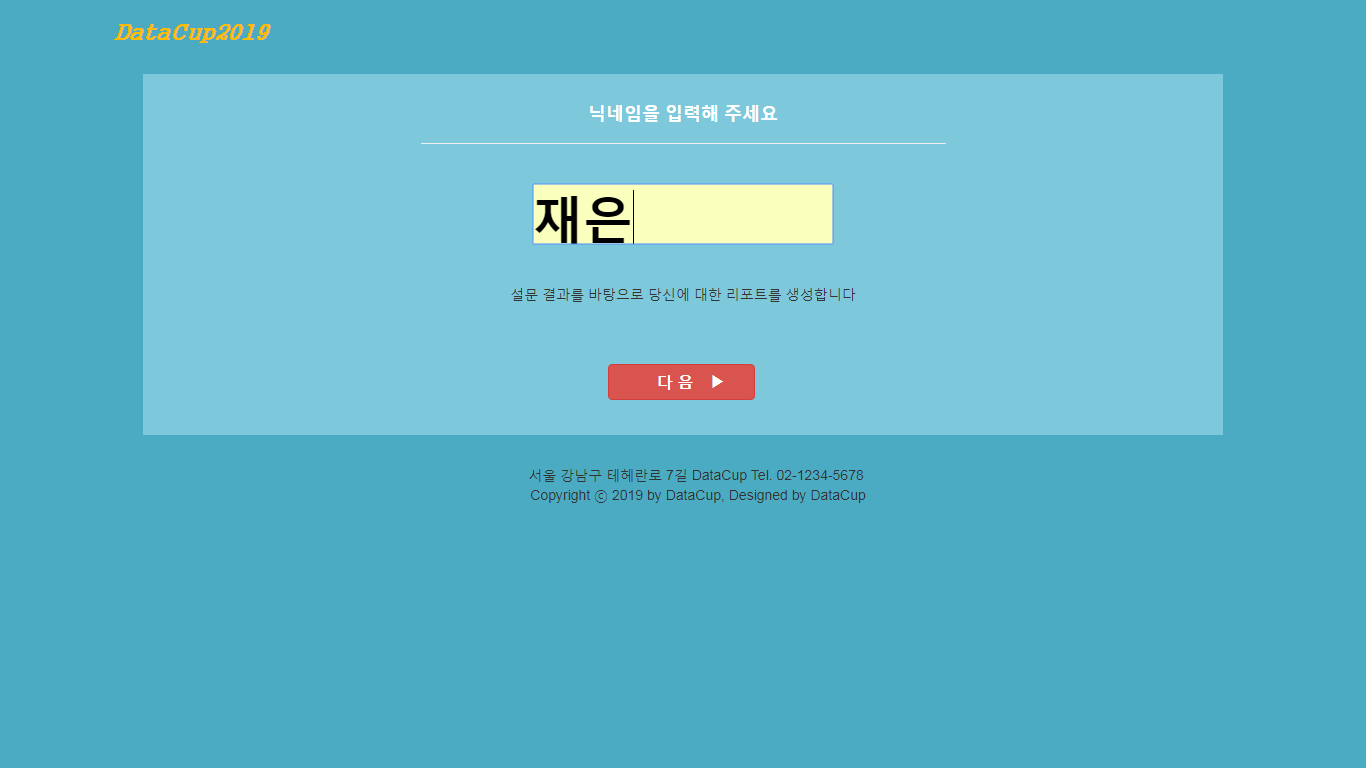 DataCup2019
닉네임을 입력해 주세요
재은
설문 결과를 바탕으로 당신에 대한 리포트를 생성합니다
다 음 ▶
서울 강남구 테헤란로 7길 DataCup Tel. 02-1234-5678
Copyright ⓒ 2019 by DataCup, Designed by DataCup